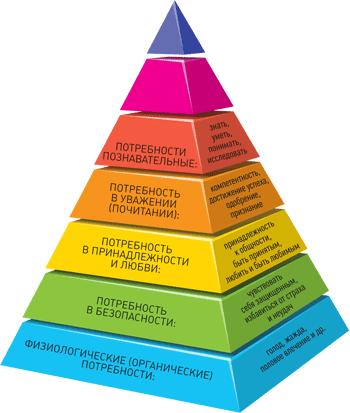 ПОТРЕБНОСТИ
ПОЗНАВАТЕЛЬНЫЕ:
знать,
уметь,
понимать,
исследовать
ПОТРЕБНОСТЬ
В УВАЖЕНИИ
(ПОЧИТАНИИ):
компетентность,
достижение успеха,
одобрение,
признание
ПОТРЕБНОСТЬ
В ПРИНАДЛЕЖНОСТИ
И ЛЮБВИ:
принадлежность
к общности,
быть принятым,
любить и быть любимым
ПОТРЕБНОСТЬ
В БЕЗОПАСНОСТИ:
чувствовать
себя защищенным,
избавиться от страха
и неудач
ФИЗИОЛОГИЧЕСКИЕ (ОРГАНИЧЕСКИЕ)
ПОТРЕБНОСТИ:
голод, жажда,
половое влечение и др.